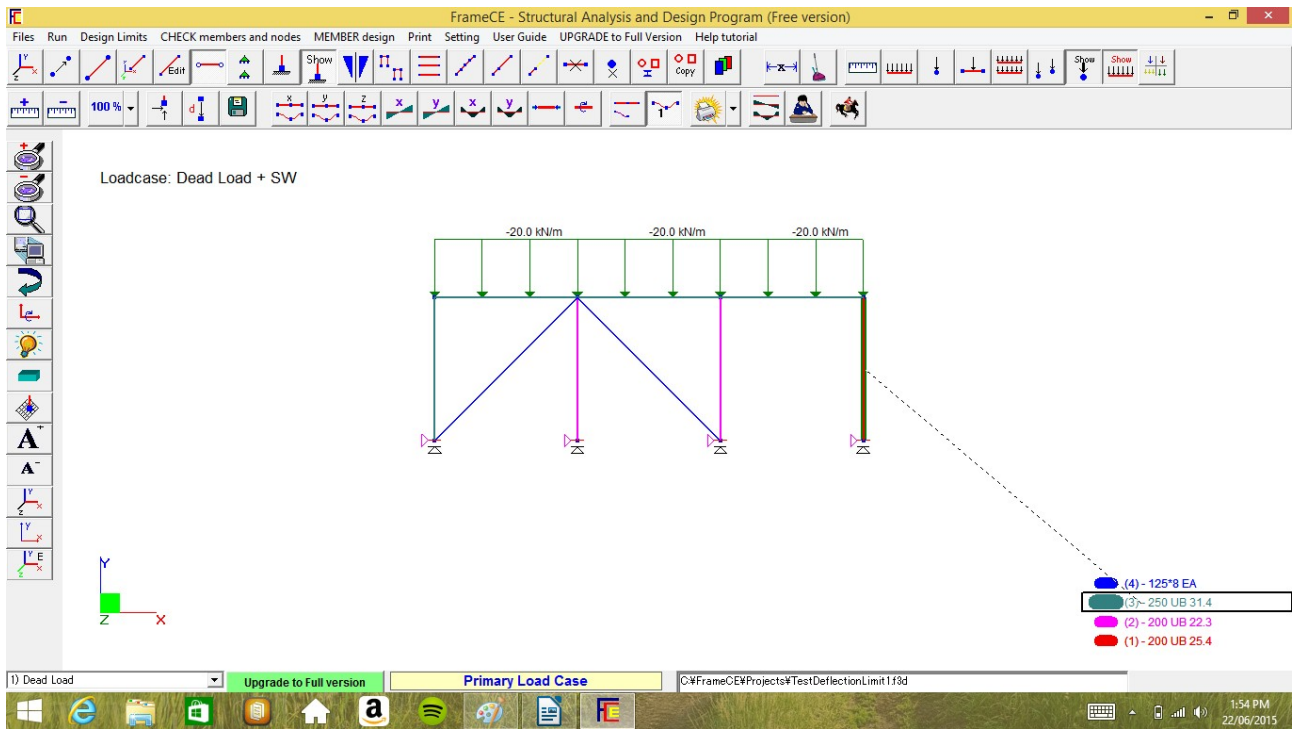 FrameCE - Structural Analysis and Design Program (Free version)
Files Run Design Limits CHECK members and nodes MEMBER design Print Setting User Guide UPGRADE to Full Version Help tutorial
Y x z Edit Show Copy x Show Show
+ - 100 % d x y z x y x y 1
Loadcase: Dead Load + SW
-20.0 kN/m -20.0 kN/m -20.0 kN/m
A+
A-
Y
X
Z
(4) - 125*8 EA
(3) - 250 UB 31.4
(2) - 200 UB 22.3
(1) - 200 UB 25.4
1) Dead Load Upgrade to Full version Primary Load Case C:¥FrameCE¥Projects¥TestDeflectionLimit1.f3d
1:54 PM
22/06/2015